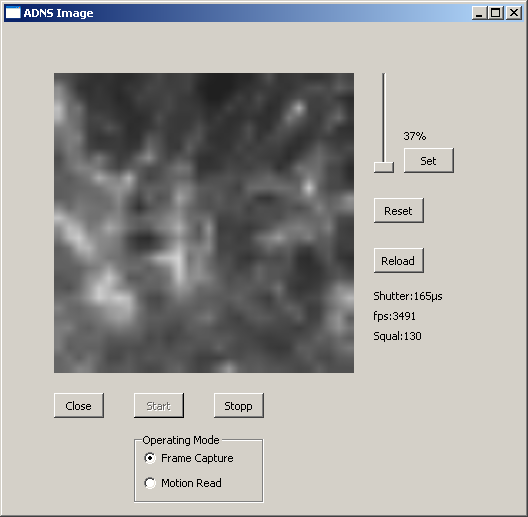 ADNS Image
37%
Set
Reset
Reload
Shutter:165µs
fps:3491
Squal:130
Close Start Stopp
Operating Mode
Frame Capture
Motion Read